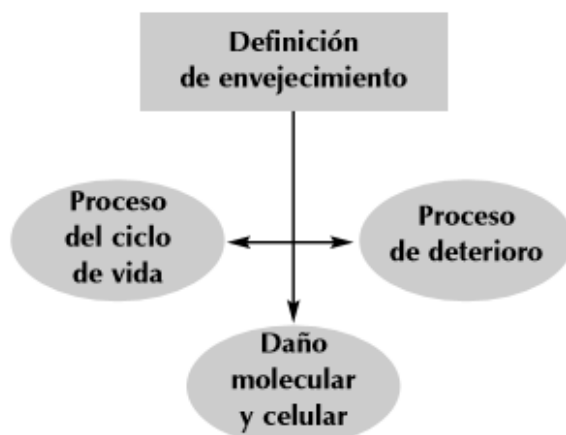 Definición
de envejecimiento
Proceso
del ciclo
de vida
Proceso
de deterioro
Daño
molecular
y celular